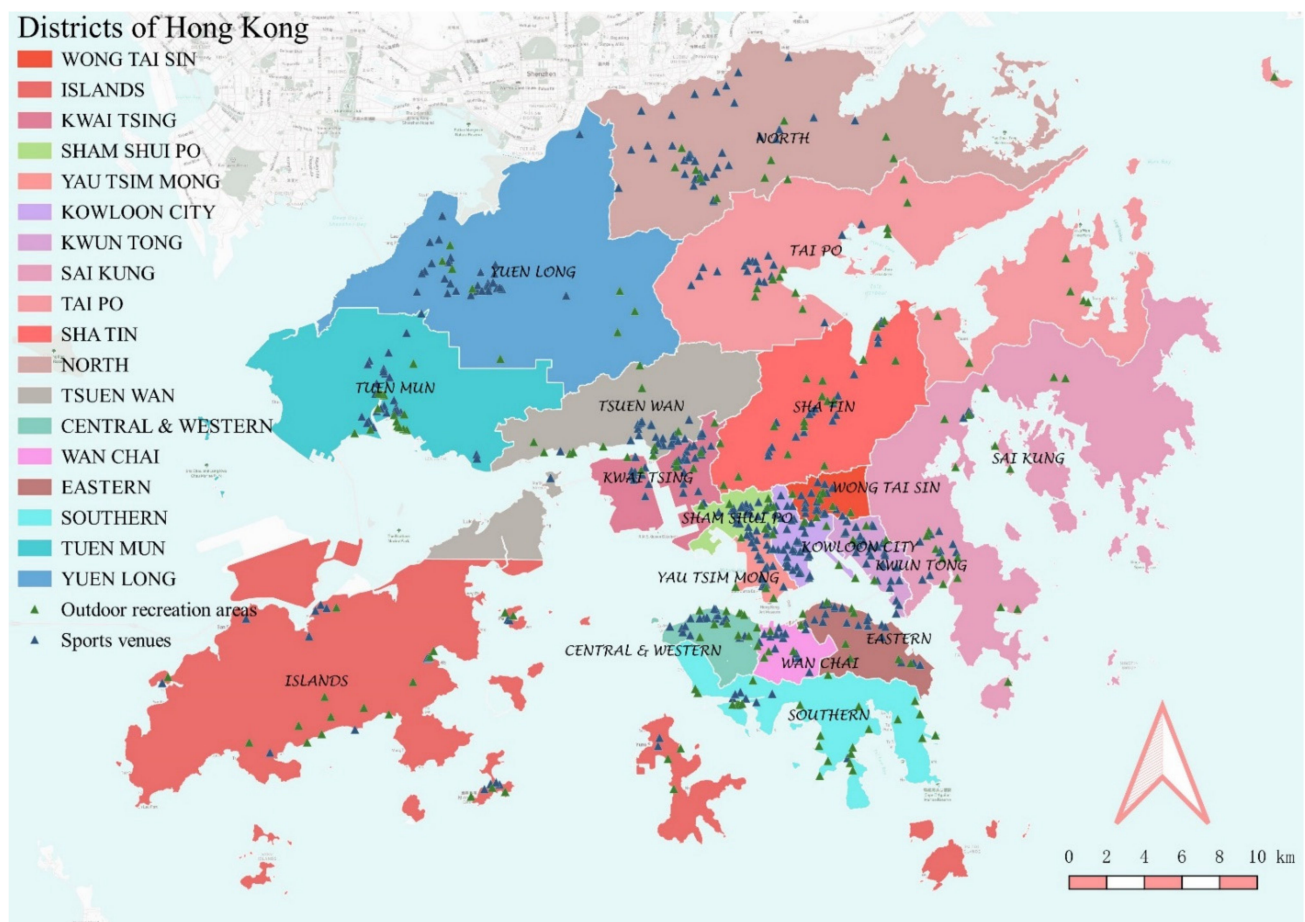 Districts of Hong Kong
WONG TAI SIN
ISLANDS
KWAI TSING
SHAM SHUI PO
YAU TSIM MONG
KOWLOON CITY
KWUN TONG
SAI KUNG
TAI PO
SHA TIN
NORTH
TSUEN WAN
CENTRAL & WESTERN
WAN CHAI
EASTERN
SOUTHERN
TUEN MUN
YUEN LONG
Outdoor recreation areas
Sports venues
Shenzhen
NORTH
TAI PO
YUEN LONG
TUEN MUN
TSUEN WAN
SHA TIN
SAI KUNG
KWAI TSING
WONG TAI SIN
SHAM SHUI PO
KOWLOON CITY
KWUN TONG
YAU TSIM MONG
EASTERN
CENTRAL & WESTERN
WAN CHAI
ISLANDS
SOUTHERN
0 2 4 6 8 10 km